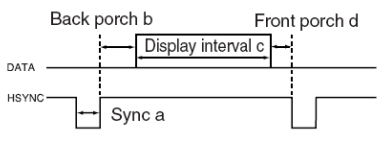 Back porch b
Front porch d
Display interval c
DATA
HSYNC
Sync a